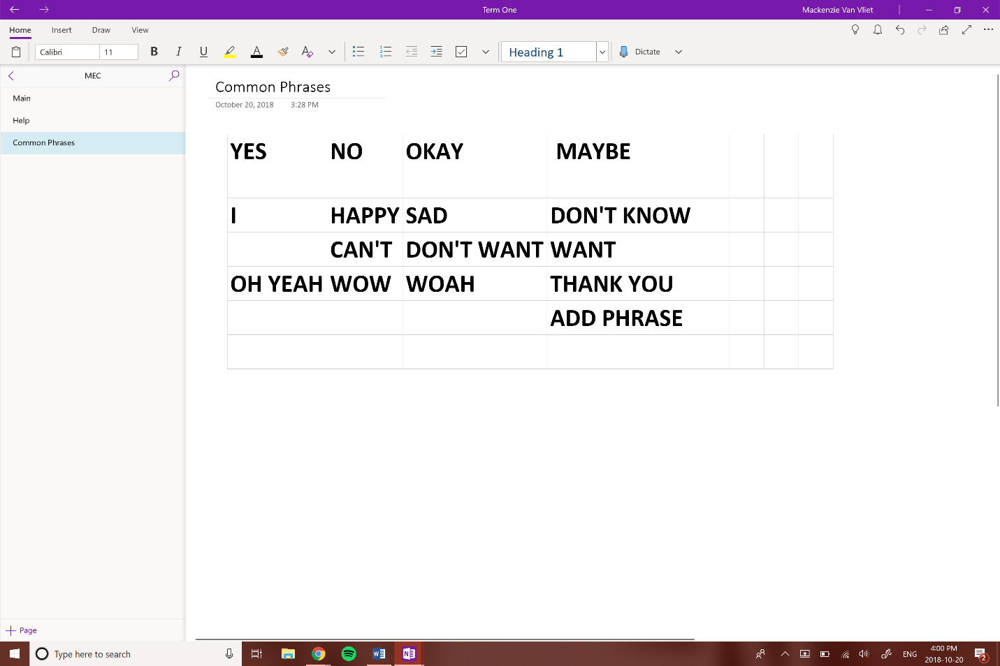 Term One
Mackenzie Van Vliet
Home Insert Draw View
Calibri 11 B I U A A Heading 1 Dictate
MEC
Main
Help
Common Phrases
Common Phrases
October 20, 2018 3:28 PM
YES NO OKAY MAYBE
I HAPPY SAD DON'T KNOW
CAN'T DON'T WANT WANT
OH YEAH WOW WOAH THANK YOU
ADD PHRASE
Page
Type here to search
ENG
4:00 PM
2018-10-20
2